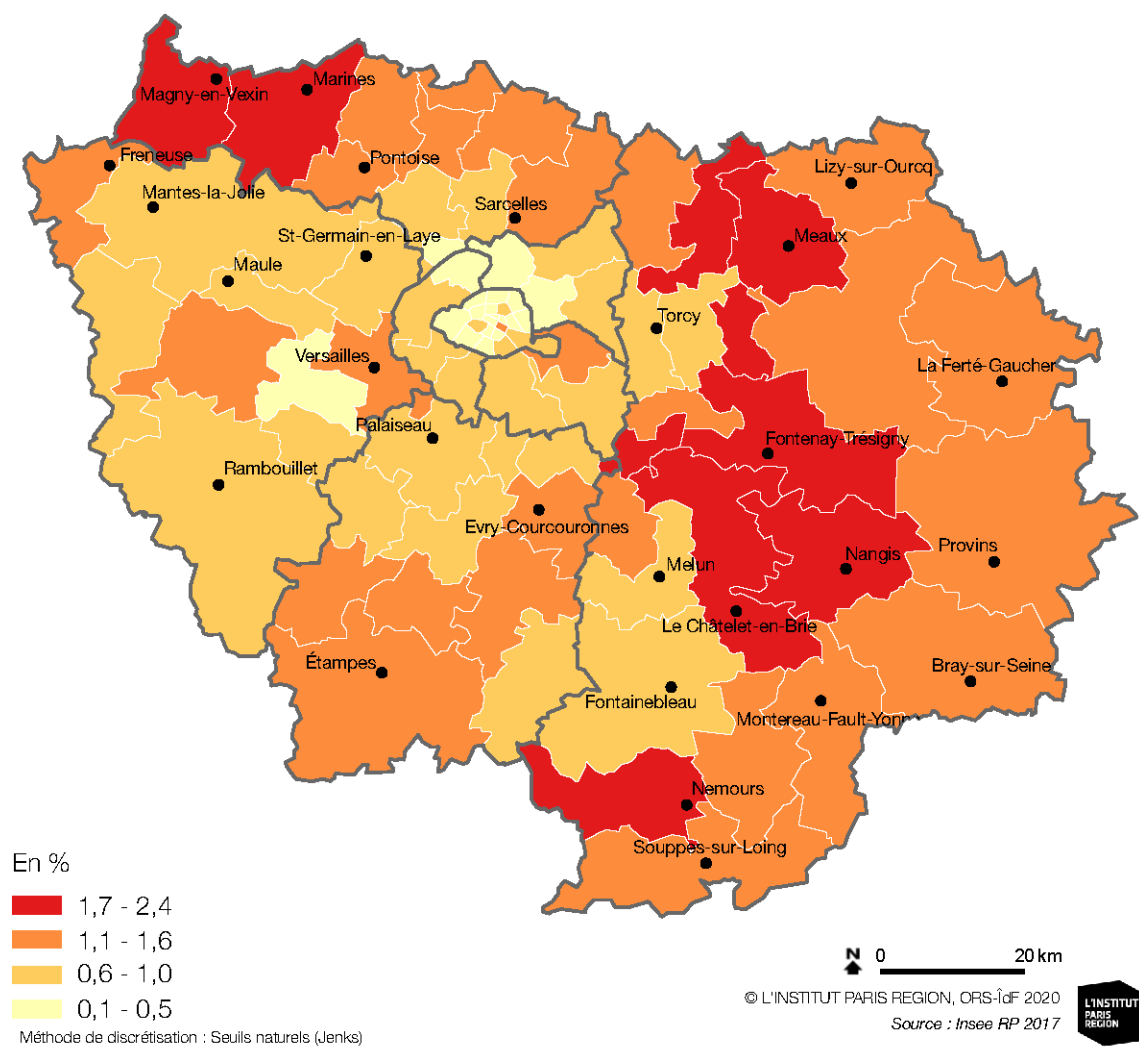 Magny-en-Vexin
Marines
Freneuse
Pontoise
Lizy-sur-Ourcq
Mantes-la-Jolie
Sarcelles
St-Germain-en-Laye
Meaux
Maule
Torcy
Versailles
La Ferté-Gaucher
Palaiseau
Fontenay-Trésigny
Rambouillet
Evry-Courcouronnes
Provins
Nangis
Melun
Le Châtelet-en-Brie
Étampes
Bray-sur-Seine
Fontainebleau
Montereau-Fault-Yonn
Nemours
Souppes-sur-Loing
En %
1,7 - 2,4
1,1 - 1,6
0,6 - 1,0
0,1 - 0,5
Méthode de discrétisation : Seuils naturels (Jenks)
N 0 20 km
© L'INSTITUT PARIS REGION, ORS-ÎdF 2020
Source : Insee RP 2017
L'INSTITUT
PARIS
REGION